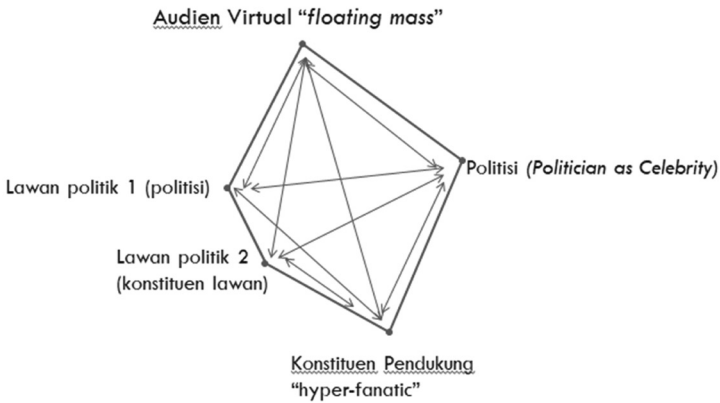 Audien Virtual “floating mass”
Politisi (Politician as Celebrity)
Lawan politik 1 (politisi)
Lawan politik 2
(konstituen lawan)
Konstituen Pendukung
“hyper-fanatic”